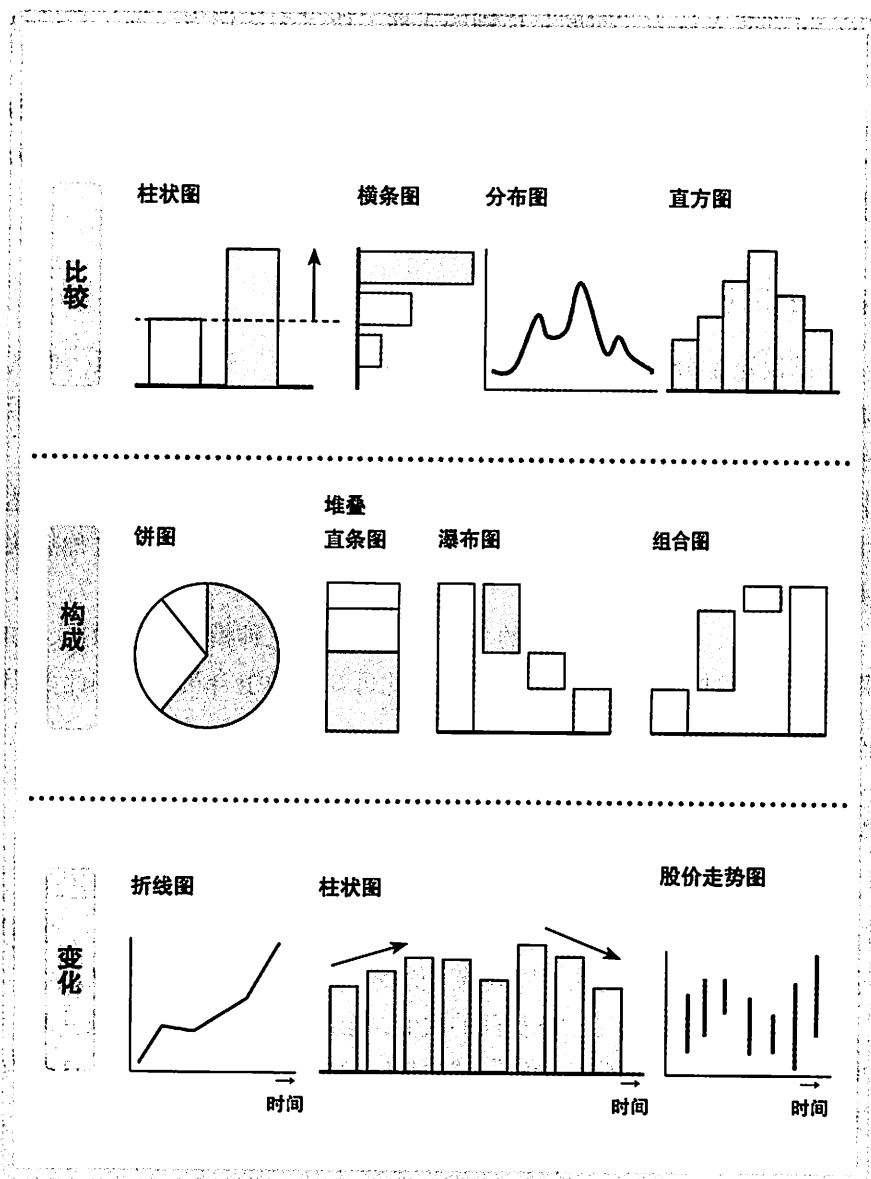 比较
柱状图
横条图
分布图
直方图
构成
饼图
堆叠
直条图
瀑布图
组合图
变化
折线图
柱状图
股价走势图
时间
时间
时间